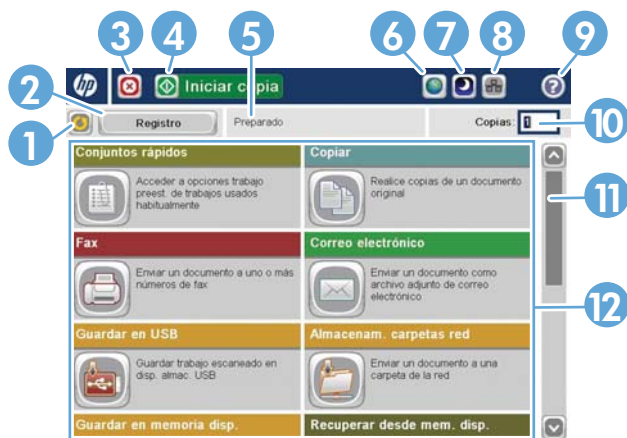 3 4 5 6 7 8 9
hp Iniciar copia
2 Registro Preparado Copias: 1 10
1
Conjuntos rápidos
Acceder a opciones trabajo
preest. de trabajos usados
habitualmente
Copiar
Realice copias de un documento
original
11
Fax
Enviar un documento a uno o más
números de fax
Correo electrónico
Enviar un documento como
archivo adjunto de correo
electrónico
12
Guardar en USB
Guardar trabajo escaneado en
disp. almac. USB
Almacenam. carpetas red
Enviar un documento a una
carpeta de la red
Guardar en memoria disp.
Recuperar desde mem. disp.